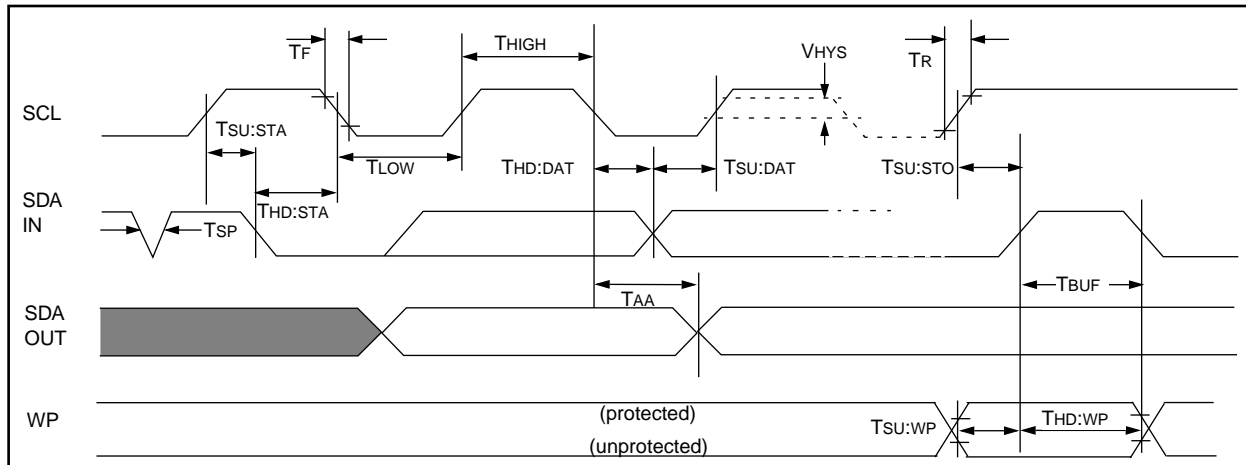 TF
THIGH
VHYS
TR
SCL
TSU:STA
TLOW
THD:DAT
TSU:DAT
TSU:STO
SDA
IN
TSP
THD:STA
TAA
TBUF
SDA
OUT
WP
(protected)
(unprotected)
TSU:WP
THD:WP